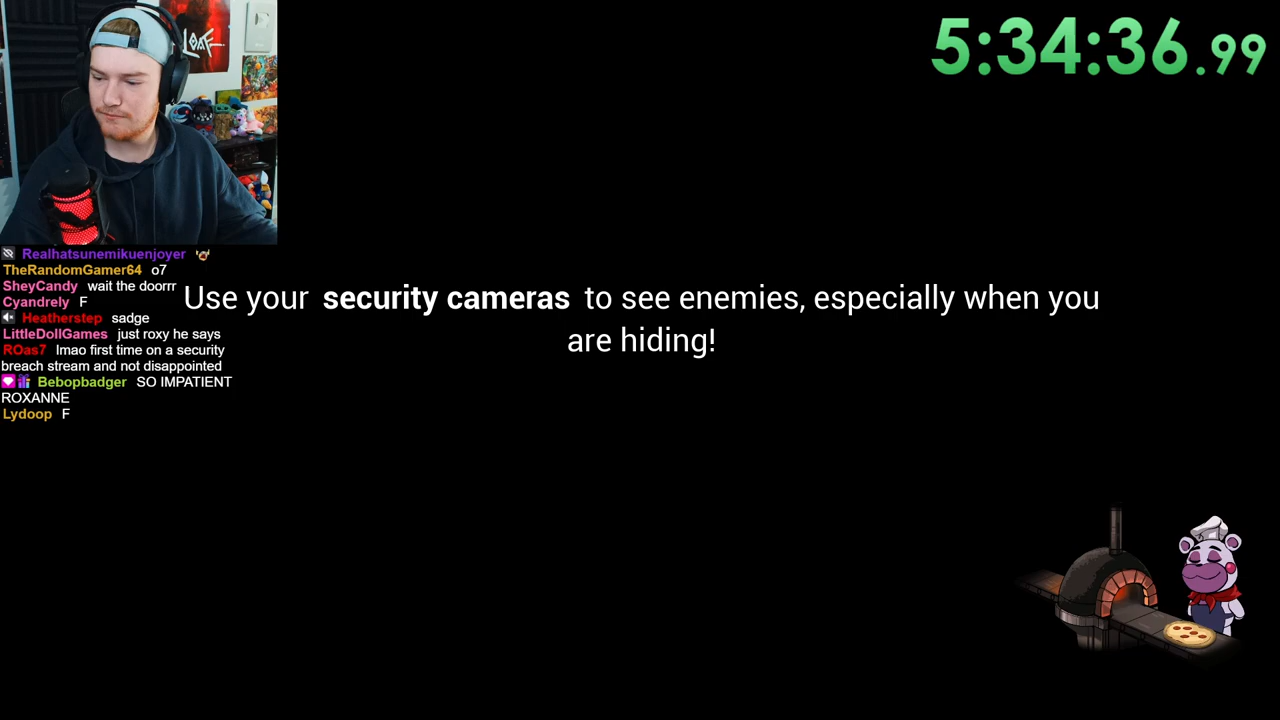 LOAF
5:34:36.99
Realhatsunemikuenjoyer
TheRandomGamer64 o7
SheyCandy wait the doorrr
Cyandrely F
Heatherstep sadge
LittleDollGames just roxy he says
ROas7 lmao first time on a security
breach stream and not disappointed
Bebopbadger SO IMPATIENT
ROXANNE
Lydoop F
Use your security cameras to see enemies, especially when you
are hiding!